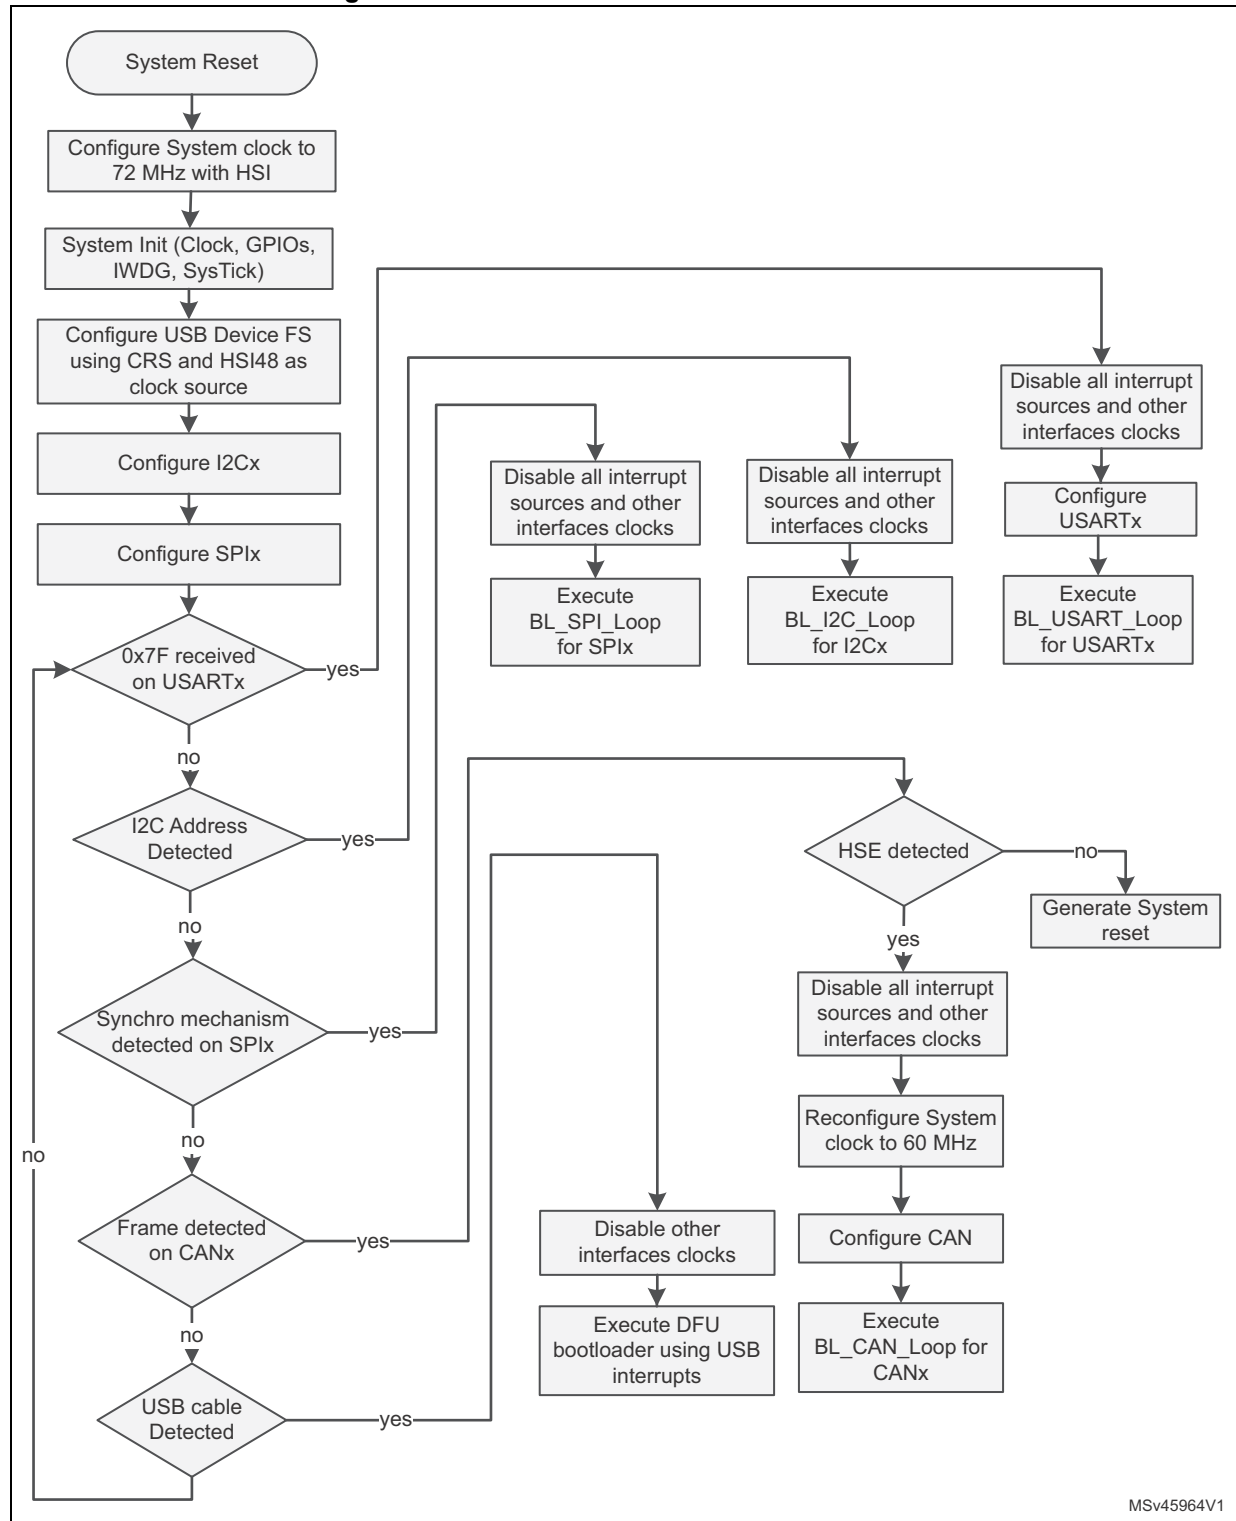 System Reset
Configure System clock to
72 MHz with HSI
System Init (Clock, GPIOs,
IWDG, SysTick)
Configure USB Device FS
using CRS and HSI48 as
clock source
Configure I2Cx
Configure SPIx
0x7F received
on USARTx
yes
no
I2C Address
Detected
yes
no
Synchro mechanism
detected on SPIx
yes
no
Frame detected
on CANx
yes
no
USB cable
Detected
yes
no
Disable all interrupt
sources and other
interfaces clocks
Execute
BL_SPI_Loop
for SPIx
Disable all interrupt
sources and other
interfaces clocks
Execute
BL_I2C_Loop
for I2Cx
Disable all interrupt
sources and other
interfaces clocks
Configure
USARTx
Execute
BL_USART_Loop
for USARTx
HSE detected
no
Generate System
reset
yes
Disable all interrupt
sources and other
interfaces clocks
Reconfigure System
clock to 60 MHz
Configure CAN
Execute
BL_CAN_Loop for
CANx
Disable other
interfaces clocks
Execute DFU
bootloader using USB
interrupts
MSv45964V1